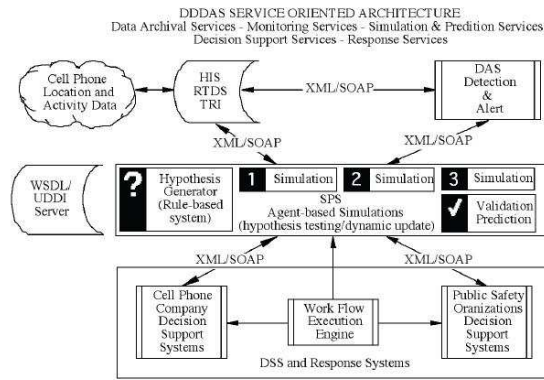 DDDAS SERVICE ORIENTED ARCHITECTURE
Data Archival Services - Monitoring Services - Simulation & Predition Services
Decision Support Services - Response Services
Cell Phone
Location and
Activity Data
HIS
RTDS
TRI
XML/SOAP
DAS
Detection
&
Alert
XML/SOAP
XML/SOAP
WSDL/
UDDI
Server
?
Hypothesis
Generator
(Rule-based
system)
1 Simulation
2 Simulation
3 Simulation
SPS
Agent-based Simulations
(hypothesis testing/dynamic update)
Validation
Prediction
XML/SOAP
XML/SOAP
Cell Phone
Company
Decision
Support
Systems
Work Flow
Execution
Engine
Public Safety
Oranizations
Decision
Support
Systems
DSS and Response Systems